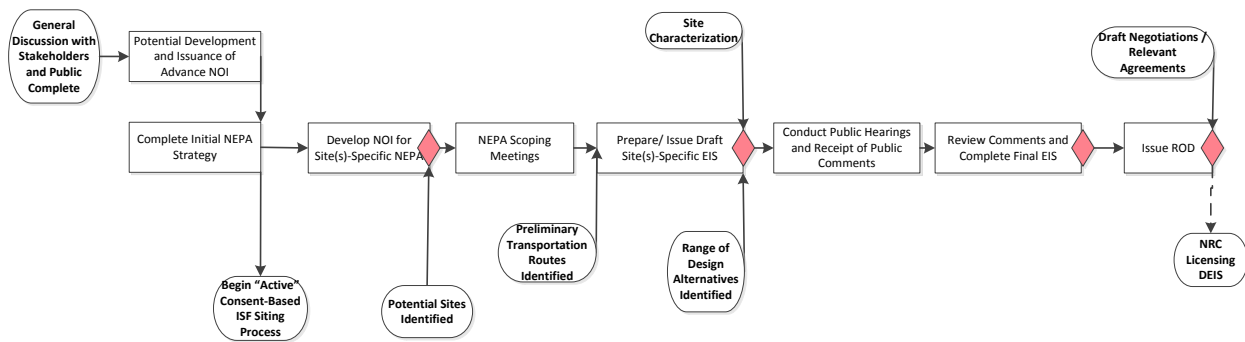 General
Discussion with
Stakeholders
and Public
Complete
Potential Development
and Issuance of
Advance NOI
Complete Initial NEPA
Strategy
Begin “Active”
Consent-Based
ISF Siting
Process
Develop NOI for
Site(s)-Specific NEPA
Potential Sites
Identified
NEPA Scoping
Meetings
Preliminary
Transportation
Routes
Identified
Site
Characterization
Prepare/ Issue Draft
Site(s)-Specific EIS
Range of
Design
Alternatives
Identified
Conduct Public Hearings
and Receipt of Public
Comments
Review Comments and
Complete Final EIS
Draft Negotiations /
Relevant
Agreements
Issue ROD
NRC
Licensing
DEIS